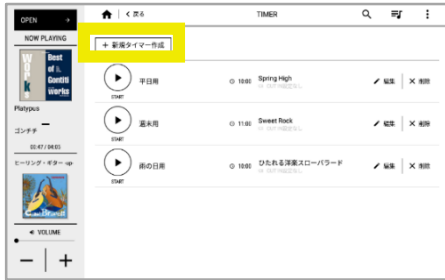 OPEN
NOW PLAYING
Work
Best
of i.
Gontiti
works
Platypus
ゴンチチ
00:47 / 04:03
ヒーリング・ギター -up-
VOLUME
戻る
TIMER
+ 新規タイマー作成
START
平日用
10:00 Spring High
編集
削除
START
週末用
11:00 Sweet Rock
編集
削除
START
雨の日用
10:00 ひたれる洋楽スローバラード
編集
削除